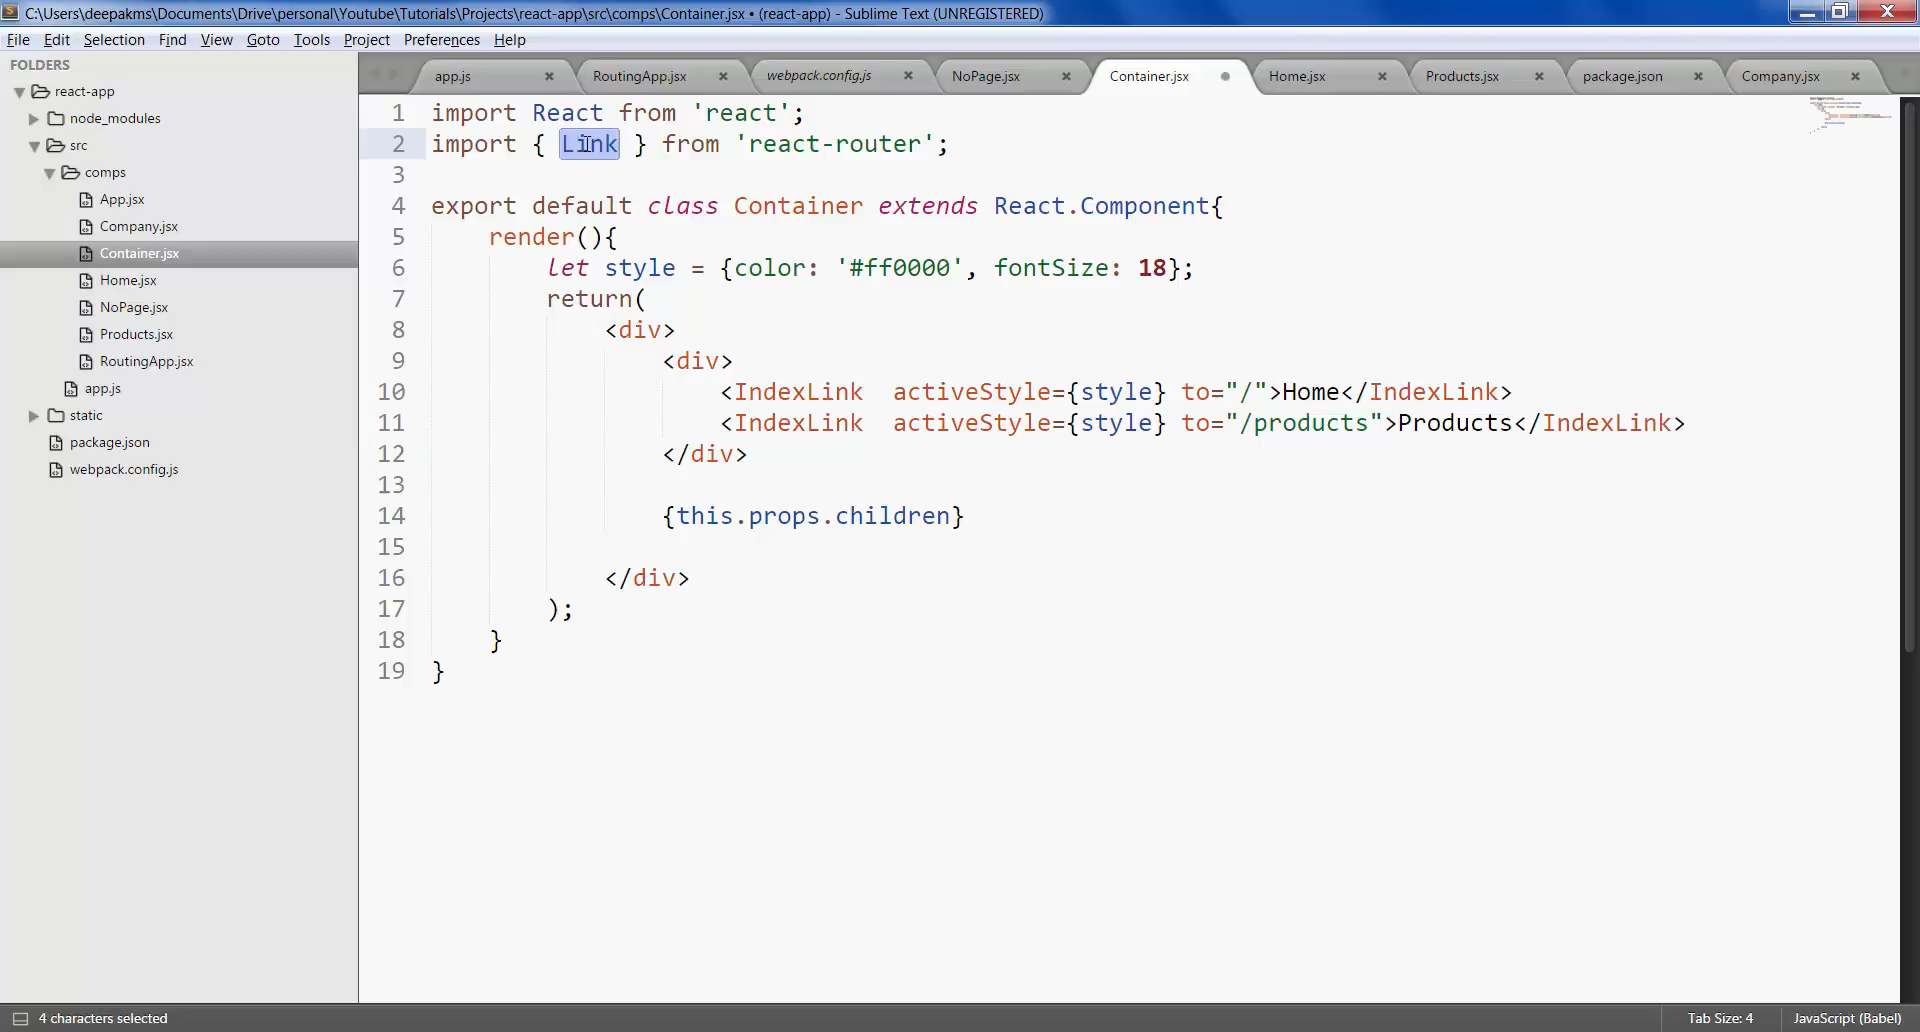 C:\Users\deepakms\Documents\Drive\personal\Youtube\Tutorials\Projects\react-app\src\comps\Container.jsx • (react-app) - Sublime Text (UNREGISTERED)
File Edit Selection Find View Goto Tools Project Preferences Help
FOLDERS
react-app
node_modules
src
comps
App.jsx
Company.jsx
Container.jsx
Home.jsx
NoPage.jsx
Products.jsx
RoutingApp.jsx
app.js
static
package.json
webpack.config.js
app.js RoutingApp.jsx webpack.config.js NoPage.jsx Container.jsx Home.jsx Products.jsx package.json Company.jsx
1 import React from 'react';
2 import { Link } from 'react-router';
3
4 export default class Container extends React.Component{
5 render(){
6 let style = {color: '#ff0000', fontSize: 18};
7 return(
8 <div>
9 <div>
10 <IndexLink  activeStyle={style} to="/">Home</IndexLink>
11 <IndexLink  activeStyle={style} to="/products">Products</IndexLink>
12 </div>
13
14 {this.props.children}
15
16 </div>
17 );
18 }
19 }
4 characters selected
Tab Size: 4
JavaScript (Babel)